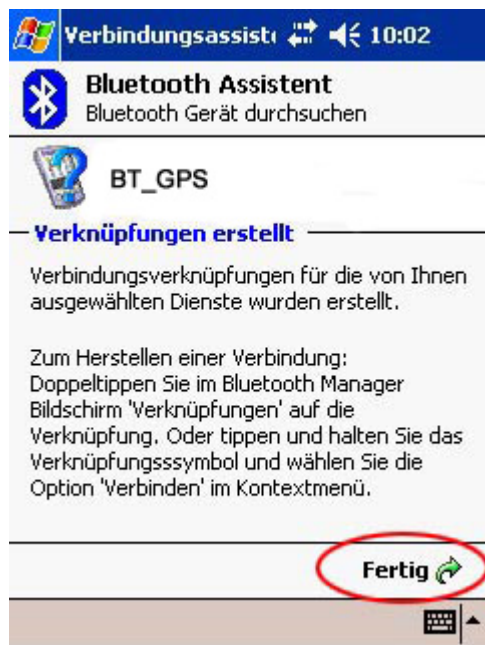 Verbindungsassiste 10:02
Bluetooth Assistent
Bluetooth Gerät durchsuchen
BT_GPS
Verknüpfungen erstellt
Verbindungsverknüpfungen für die von Ihnen
ausgewählten Dienste wurden erstellt.
Zum Herstellen einer Verbindung:
Doppeltippen Sie im Bluetooth Manager
Bildschirm 'Verknüpfungen' auf die
Verknüpfung. Oder tippen und halten Sie das
Verknüpfungsssymbol und wählen Sie die
Option 'Verbinden' im Kontextmenü.
Fertig